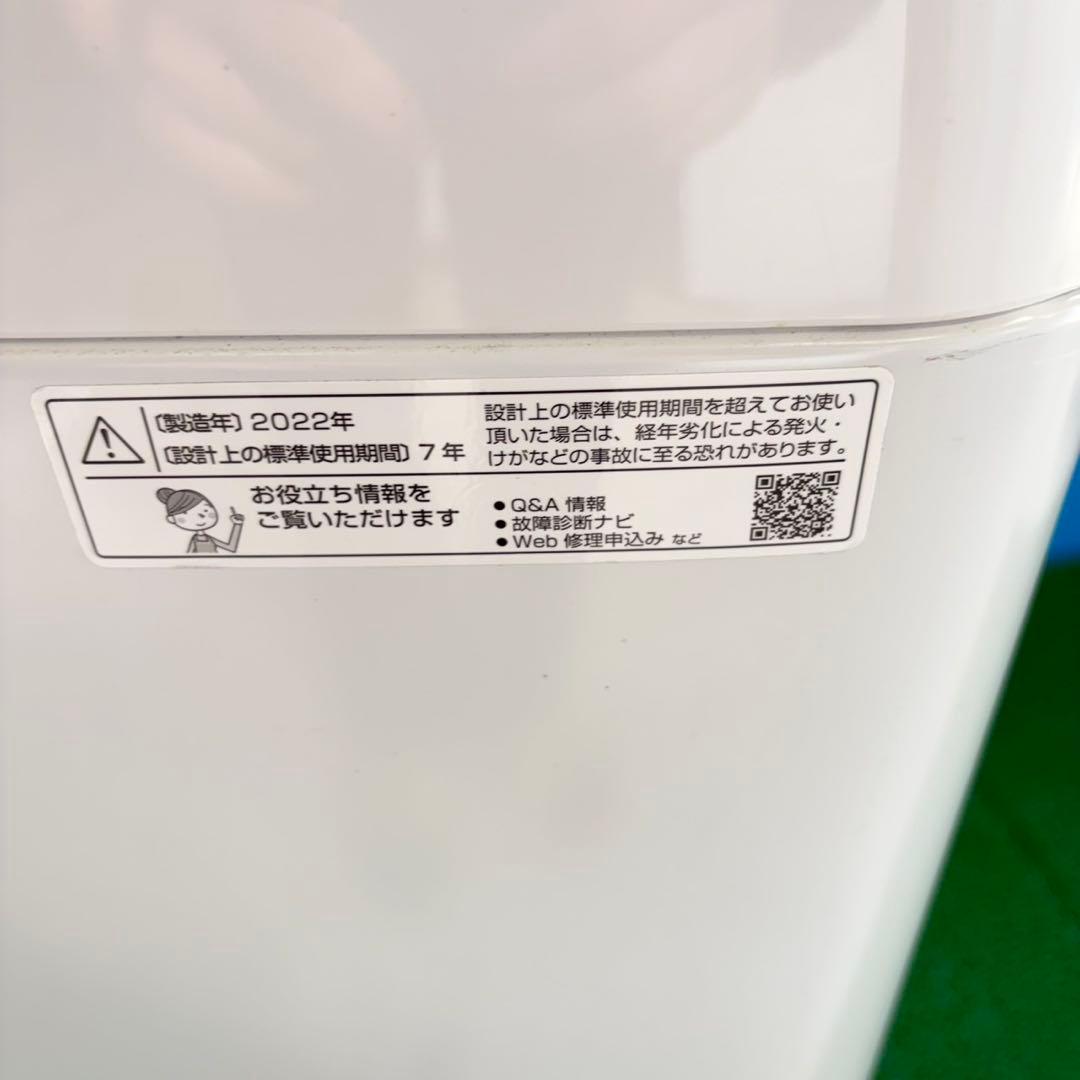 〔製造年〕2022年
〔設計上の標準使用期間〕7年
設計上の標準使用期間を超えてお使い
頂いた場合は、経年劣化による発火・
けがなどの事故に至る恐れがあります。
お役立ち情報を
ご覧いただけます
●Q&A 情報
●故障診断ナビ
●Web 修理申込み など